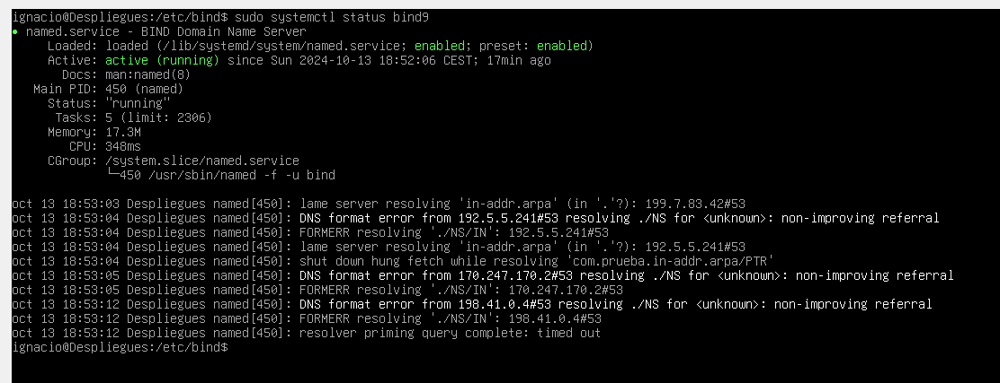 ignacio@Despliegues:/etc/bind$ sudo systemctl status bind9
● named.service - BIND Domain Name Server
Loaded: loaded (/lib/systemd/system/named.service; enabled; preset: enabled)
Active: active (running) since Sun 2024-10-13 18:52:06 CEST; 17min ago
Docs: man:named(8)
Main PID: 450 (named)
Status: "running"
Tasks: 5 (limit: 2306)
Memory: 17.3M
CPU: 348ms
CGroup: /system.slice/named.service
└─450 /usr/sbin/named -f -u bind
oct 13 18:53:03 Despliegues named[450]: lame server resolving 'in-addr.arpa' (in '.'?): 199.7.83.42#53
oct 13 18:53:04 Despliegues named[450]: DNS format error from 192.5.5.241#53 resolving ./NS for <unknown>: non-improving referral
oct 13 18:53:04 Despliegues named[450]: FORMERR resolving './NS/IN': 192.5.5.241#53
oct 13 18:53:04 Despliegues named[450]: lame server resolving 'in-addr.arpa' (in '.'?): 192.5.5.241#53
oct 13 18:53:04 Despliegues named[450]: shut down hung fetch while resolving 'com.prueba.in-addr.arpa/PTR'
oct 13 18:53:05 Despliegues named[450]: DNS format error from 170.247.170.2#53 resolving ./NS for <unknown>: non-improving referral
oct 13 18:53:05 Despliegues named[450]: FORMERR resolving './NS/IN': 170.247.170.2#53
oct 13 18:53:12 Despliegues named[450]: DNS format error from 198.41.0.4#53 resolving ./NS for <unknown>: non-improving referral
oct 13 18:53:12 Despliegues named[450]: FORMERR resolving './NS/IN': 198.41.0.4#53
oct 13 18:53:12 Despliegues named[450]: resolver priming query complete: timed out
ignacio@Despliegues:/etc/bind$